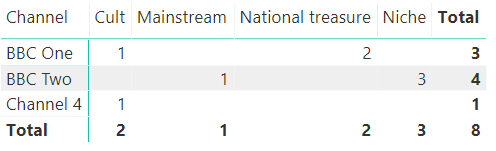 Channel Cult Mainstream National treasure Niche Total
BBC One 1 2 3
BBC Two 1 3 4
Channel 4 1 1
Total 2 1 2 3 8